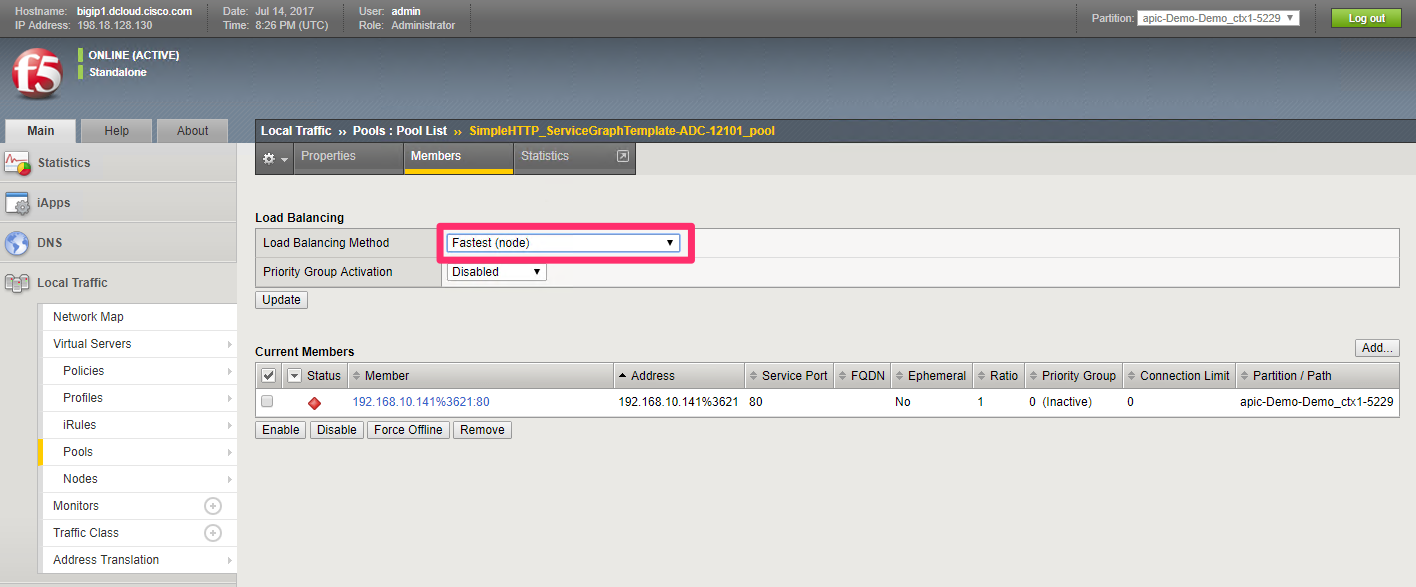 Hostname: bigip1.dcloud.cisco.com Date: Jul 14, 2017 User: admin
IP Address: 198.18.128.130 Time: 8:26 PM (UTC) Role: Administrator
Partition: apic-Demo-Demo_ctx1-5229 Log out
f5
ONLINE (ACTIVE)
Standalone
Main Help About
Local Traffic ›› Pools : Pool List ›› SimpleHTTP_ServiceGraphTemplate-ADC-12101_pool
Properties Members Statistics
Statistics
iApps
DNS
Local Traffic
Network Map
Virtual Servers
Policies
Profiles
iRules
Pools
Nodes
Monitors
Traffic Class
Address Translation
Load Balancing
Load Balancing Method Fastest (node)
Priority Group Activation Disabled
Update
Current Members Add...
Status Member Address Service Port FQDN Ephemeral Ratio Priority Group Connection Limit Partition / Path
192.168.10.141%3621:80 192.168.10.141%3621 80 No 1 0 (Inactive) 0 apic-Demo-Demo_ctx1-5229
Enable Disable Force Offline Remove